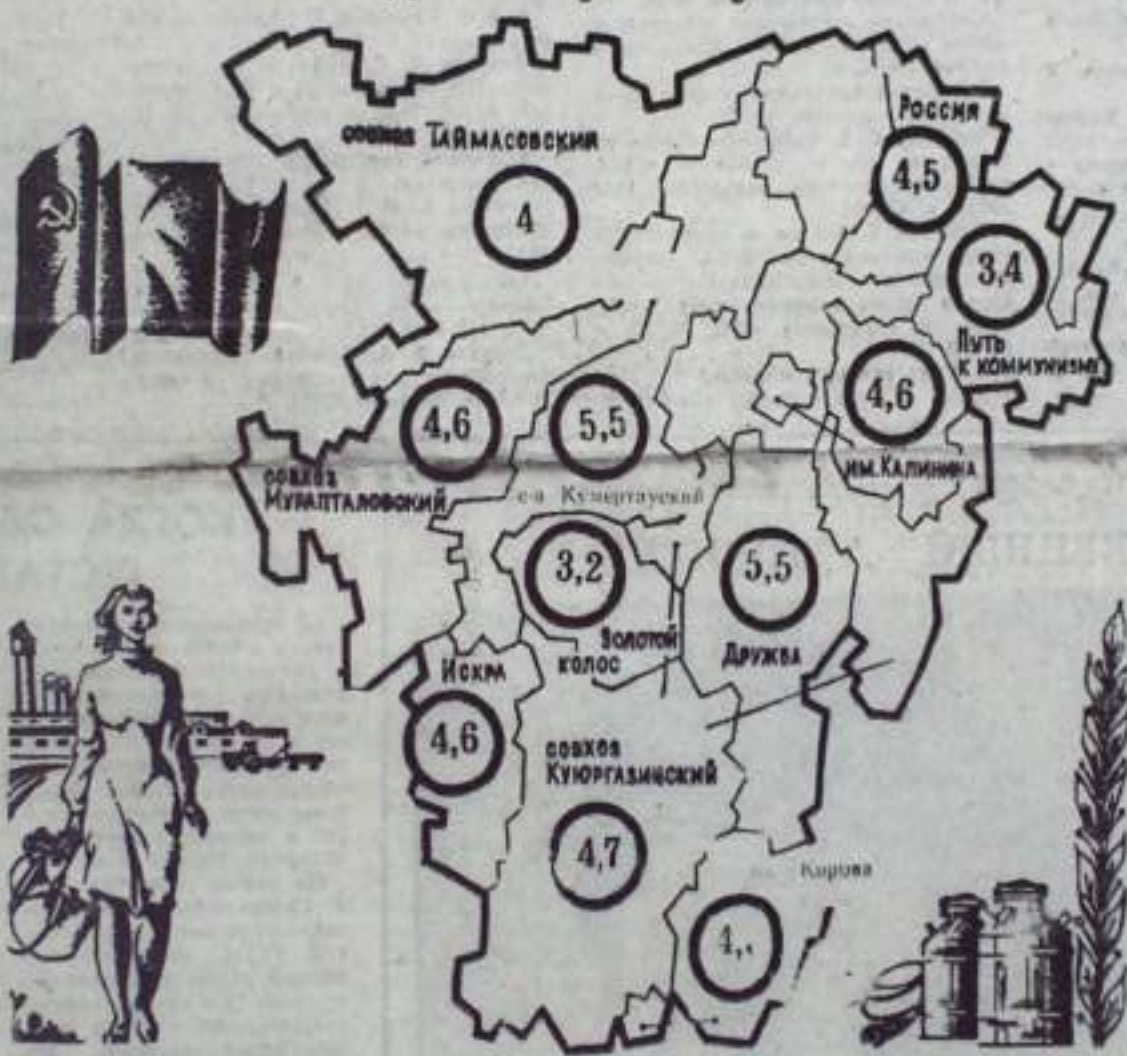 РОССИЯ
4,5
совхоз ТАЙМАСОВСКИЙ
4
3,4
ПУТЬ
К КОММУНИЗМУ
4,6
им. КАЛИНИНА
4,6
совхоз
МУРАПТАЛОВСКИЙ
5,5
с-з Кумертауский
3,2
ЗОЛОТОЙ
КОЛОС
5,5
ДРУЖБА
ИСКРА
4,6
совхоз
КУЮРГАЗИНСКИЙ
4,7
Кирова